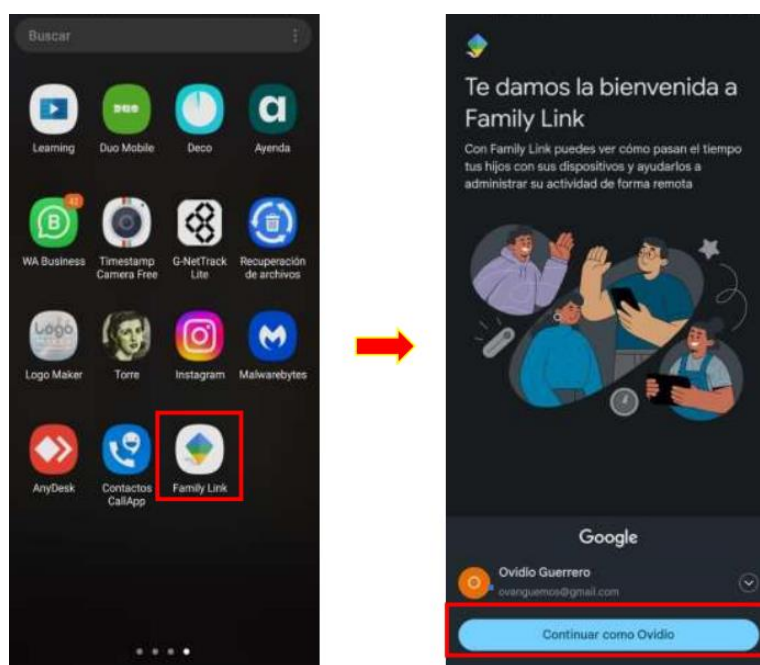 Buscar
Learning
Duo Mobile
Deco
Ayenda
WA Business
Timestamp
Camera Free
G-NetTrack
Lite
Recuperación
de archivos
Logo Maker
Torre
Instagram
Malwarebytes
AnyDesk
Contactos
CallApp
Family Link
Te damos la bienvenida a
Family Link
Con Family Link puedes ver cómo pasan el tiempo
tus hijos con sus dispositivos y ayudarlos a
administrar su actividad de forma remota
Google
Ovidio Guerrero
ovanguemos@gmail.com
Continuar como Ovidio